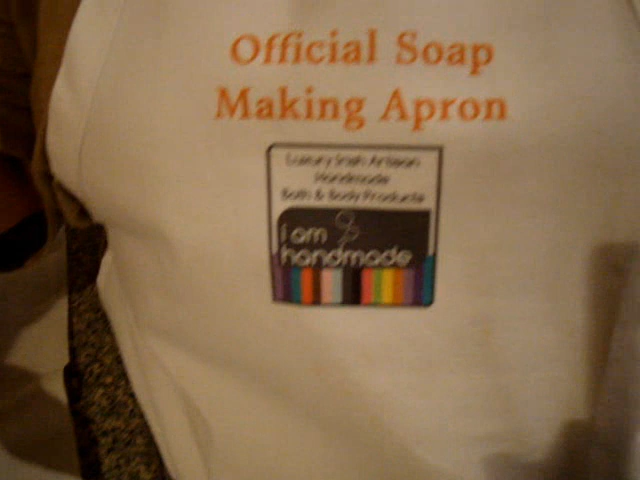 Official Soap
Making Apron
Luxury Irish Artisan
Handmade
Bath & Body Products
i am
handmade